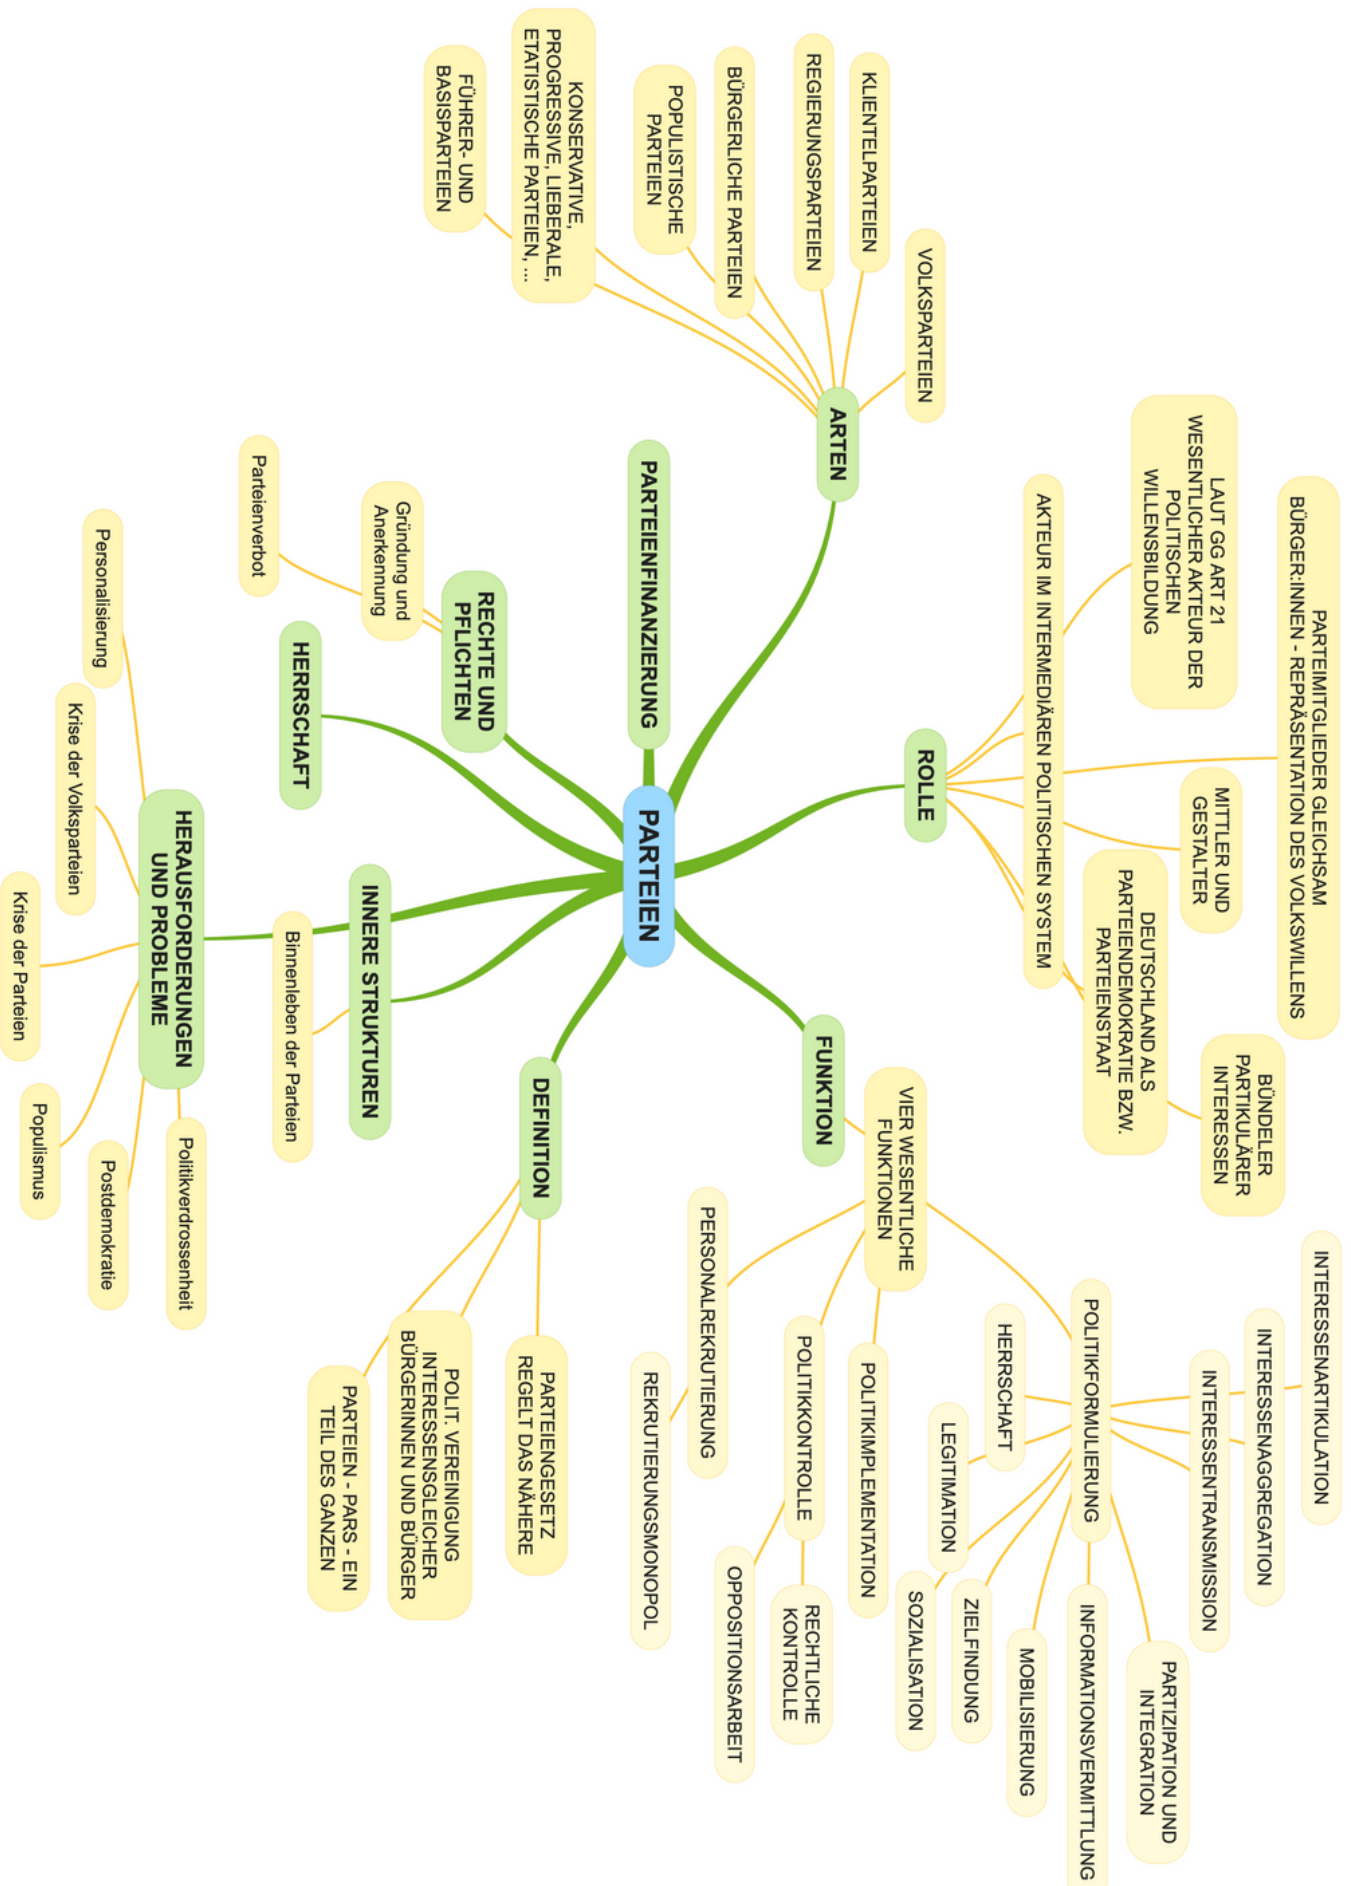 PARTEIEN
ROLLE
PARTEIMITGLIEDER GLEICHSAM
BÜRGER:INNEN - REPRÄSENTATION DES VOLKSWILLENS
LAUT GG ART 21
WESENTLICHER AKTEUR DER
POLITISCHEN
WILLENSBILDUNG
AKTEUR IM INTERMEDIÄREN POLITISCHEN SYSTEM
MITTLER UND
GESTALTER
DEUTSCHLAND ALS
PARTEIENDEMOKRATIE BZW.
PARTEIENSTAAT
BÜNDELER
PARTIKULÄRER
INTERESSEN
FUNKTION
VIER WESENTLICHE
FUNKTIONEN
POLITIKFORMULIERUNG
INTERESSENARTIKULATION
INTERESSENAGGREGATION
INTERESSENTRANSMISSION
PARTIZIPATION UND
INTEGRATION
INFORMATIONSVERMITTLUNG
MOBILISIERUNG
ZIELFINDUNG
SOZIALISATION
LEGITIMATION
HERRSCHAFT
POLITIKIMPLEMENTATION
POLITIKKONTROLLE
RECHTLICHE
KONTROLLE
OPPOSITIONSARBEIT
PERSONALREKRUTIERUNG
REKRUTIERUNGSMONOPOL
DEFINITION
PARTEIENGESETZ
REGELT DAS NÄHERE
POLIT. VEREINIGUNG
INTERESSENSGLEICHER
BÜRGERINNEN UND BÜRGER
PARTEIEN - PARS - EIN
TEIL DES GANZEN
INNERE STRUKTUREN
Binnenleben der Parteien
HERAUSFORDERUNGEN
UND PROBLEME
Politikverdrossenheit
Postdemokratie
Populismus
Krise der Parteien
Krise der Volksparteien
Personalisierung
HERRSCHAFT
RECHTE UND
PFLICHTEN
Gründung und
Anerkennung
Parteienverbot
PARTEIENFINANZIERUNG
ARTEN
VOLKSPARTEIEN
KLIENTELPARTEIEN
REGIERUNGSPARTEIEN
BÜRGERLICHE PARTEIEN
POPULISTISCHE
PARTEIEN
KONSERVATIVE,
PROGRESSIVE, LIEBERALE,
ETATISTISCHE PARTEIEN, ...
FÜHRER- UND
BASISPARTEIEN